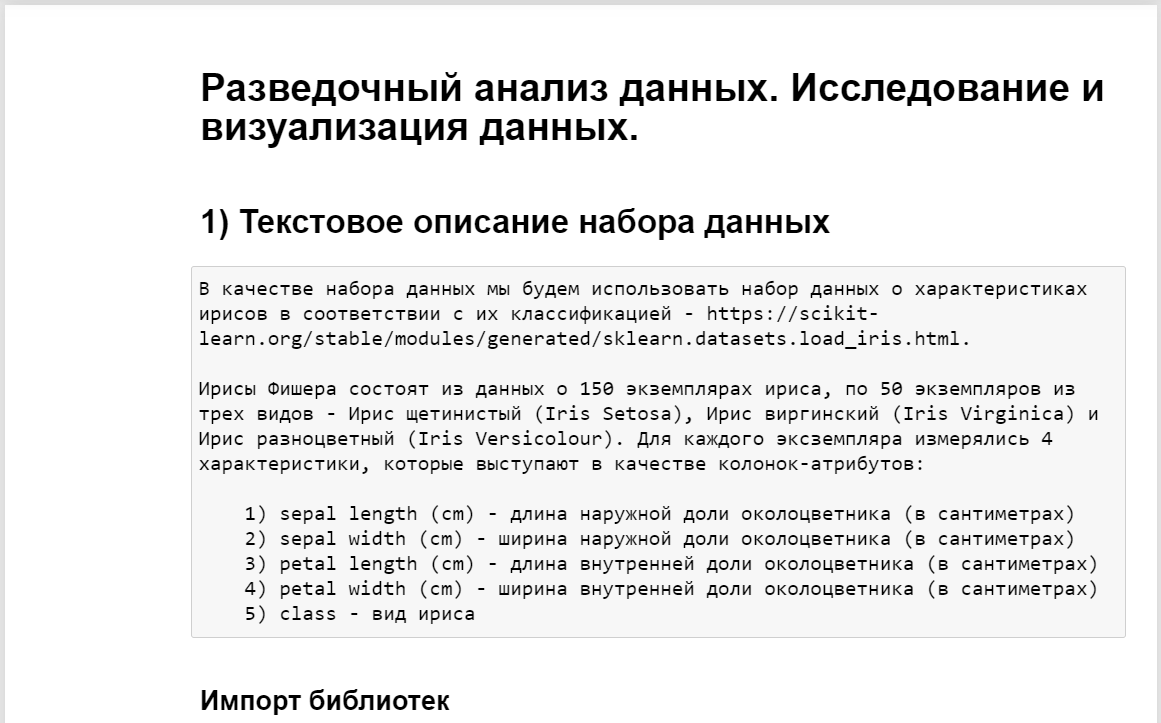 Разведочный анализ данных. Исследование и
визуализация данных.
1) Текстовое описание набора данных
В качестве набора данных мы будем использовать набор данных о характеристиках
ирисов в соответствии с их классификацией - https://scikit-
learn.org/stable/modules/generated/sklearn.datasets.load_iris.html.
Ирисы Фишера состоят из данных о 150 экземплярах ириса, по 50 экземпляров из
трех видов - Ирис щетинистый (Iris Setosa), Ирис виргинский (Iris Virginica) и
Ирис разноцветный (Iris Versicolour). Для каждого эксземпляра измерялись 4
характеристики, которые выступают в качестве колонок-атрибутов:
1) sepal length (cm) - длина наружной доли околоцветника (в сантиметрах)
2) sepal width (cm) - ширина наружной доли околоцветника (в сантиметрах)
3) petal length (cm) - длина внутренней доли околоцветника (в сантиметрах)
4) petal width (cm) - ширина внутренней доли околоцветника (в сантиметрах)
5) class - вид ириса
Импорт библиотек